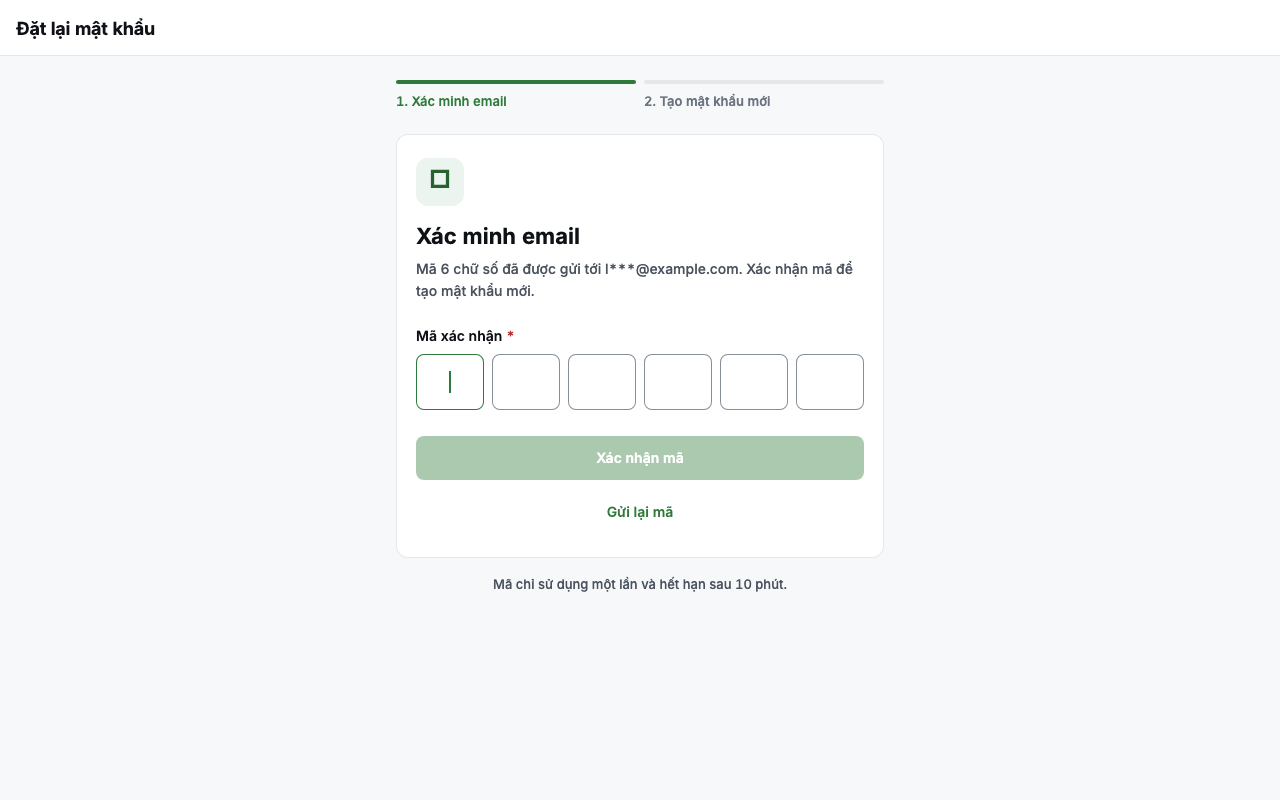 Đặt lại mật khẩu
1. Xác minh email
2. Tạo mật khẩu mới
Xác minh email
Mã 6 chữ số đã được gửi tới l***@example.com. Xác nhận mã để
tạo mật khẩu mới.
Mã xác nhận *
Xác nhận mã
Gửi lại mã
Mã chỉ sử dụng một lần và hết hạn sau 10 phút.